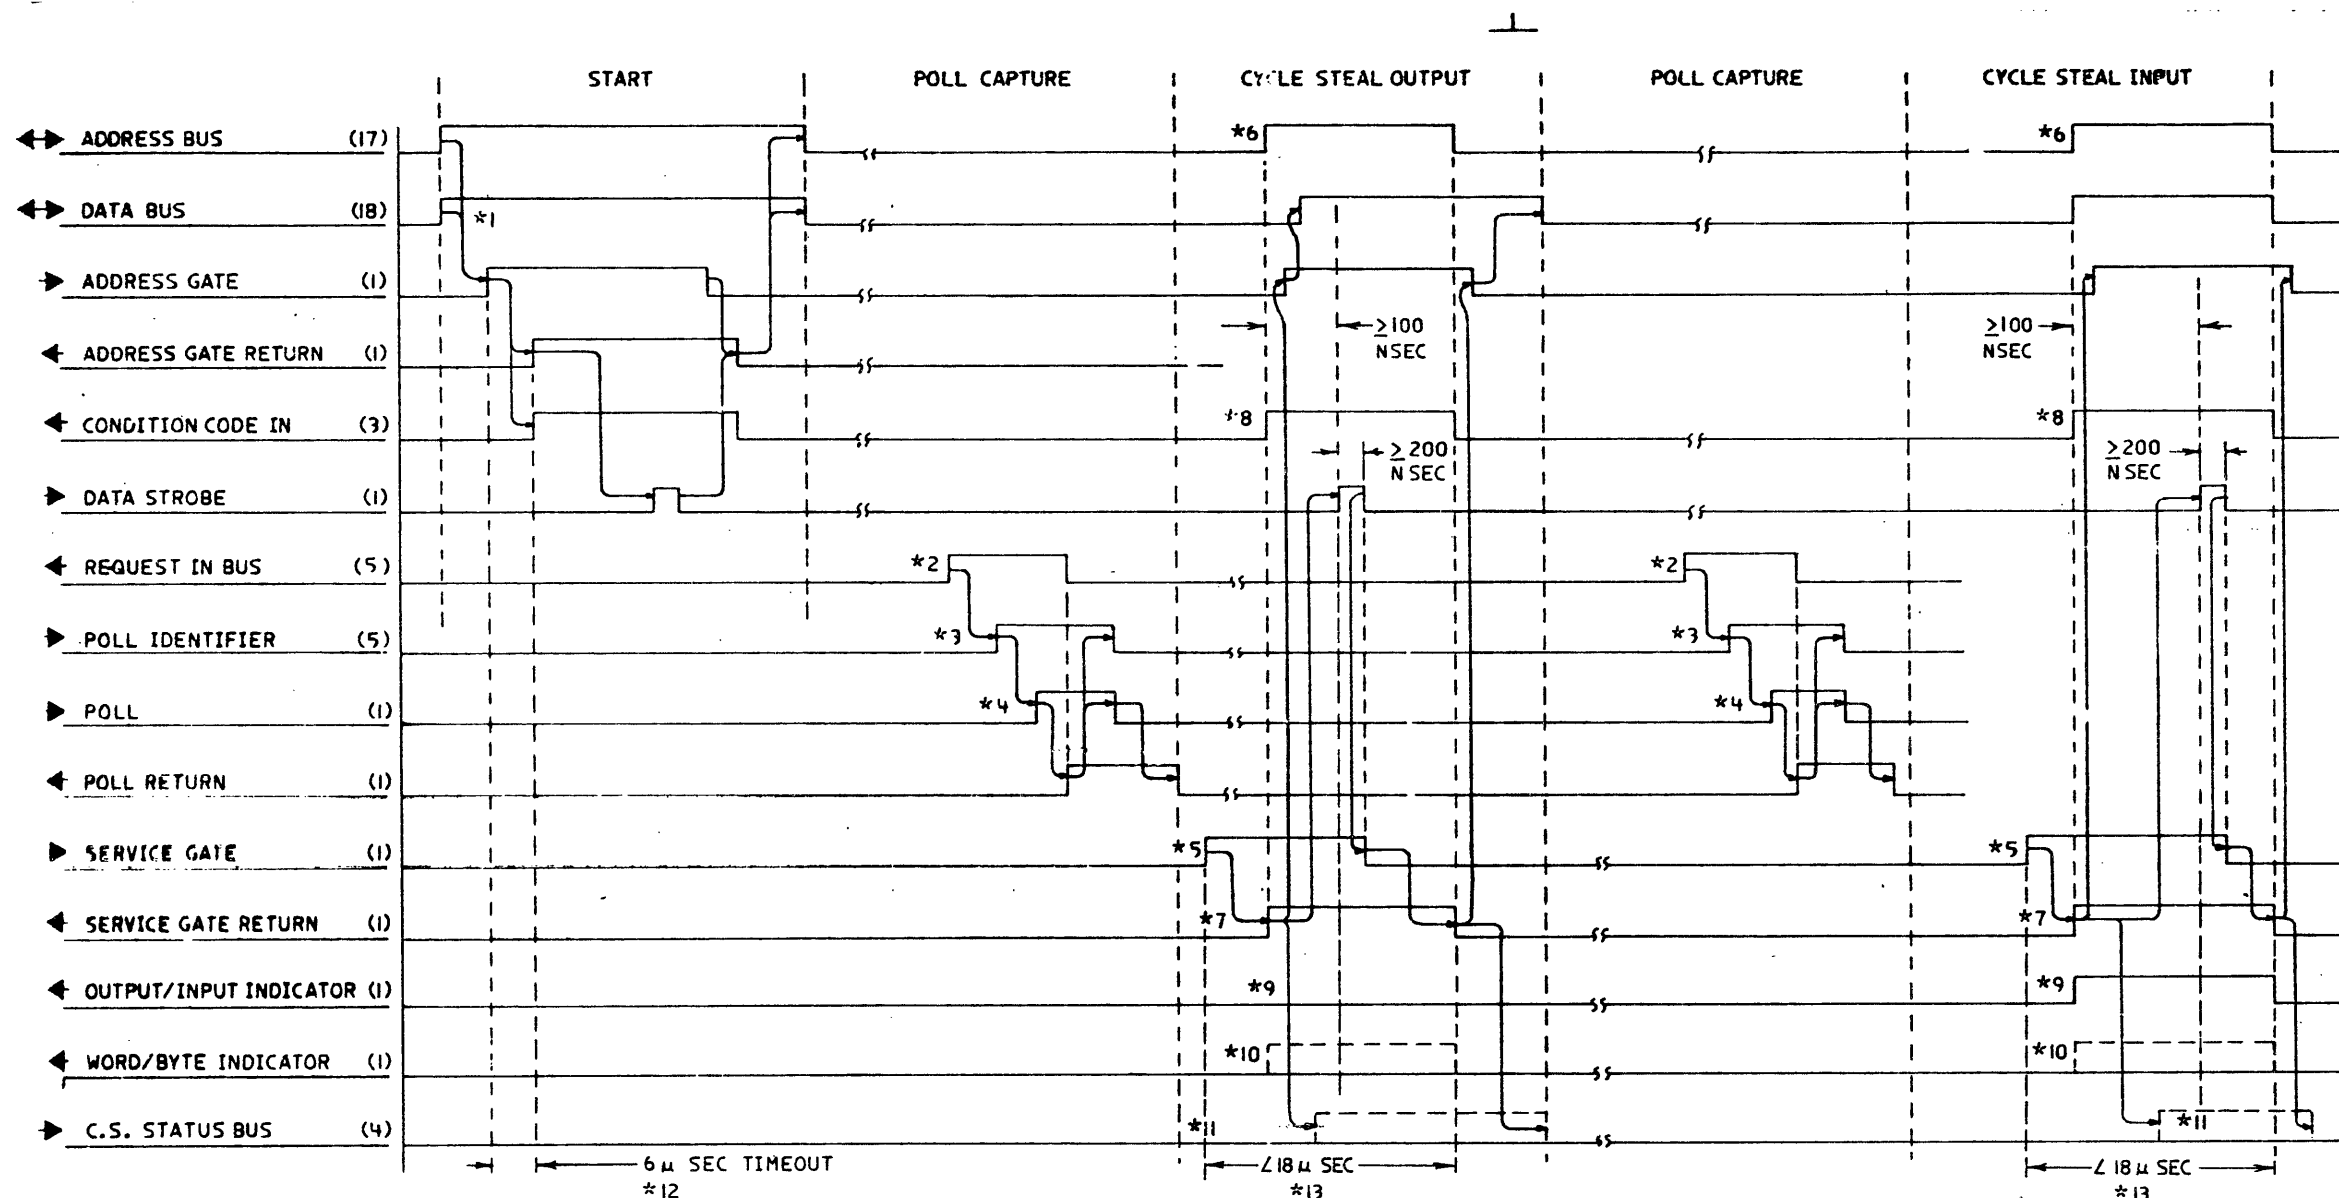 START POLL CAPTURE CYCLE STEAL OUTPUT POLL CAPTURE CYCLE STEAL INPUT
ADDRESS BUS (17) *6 *6
DATA BUS (18) *1
ADDRESS GATE (1)
ADDRESS GATE RETURN (1) ≥100 NSEC ≥100 NSEC
CONDITION CODE IN (3) *8 *8
≥200 NSEC ≥200 NSEC
DATA STROBE (1)
REQUEST IN BUS (5) *2 *2
POLL IDENTIFIER (5) *3 *3
POLL (1) *4 *4
POLL RETURN (1)
SERVICE GATE (1) *5 *5
SERVICE GATE RETURN (1) *7 *7
OUTPUT/INPUT INDICATOR (1) *9 *9
WORD/BYTE INDICATOR (1) *10 *10
C.S. STATUS BUS (4) *11 *11
6 μ SEC TIMEOUT ∠18 μ SEC ∠18 μ SEC
*12 *13 *13